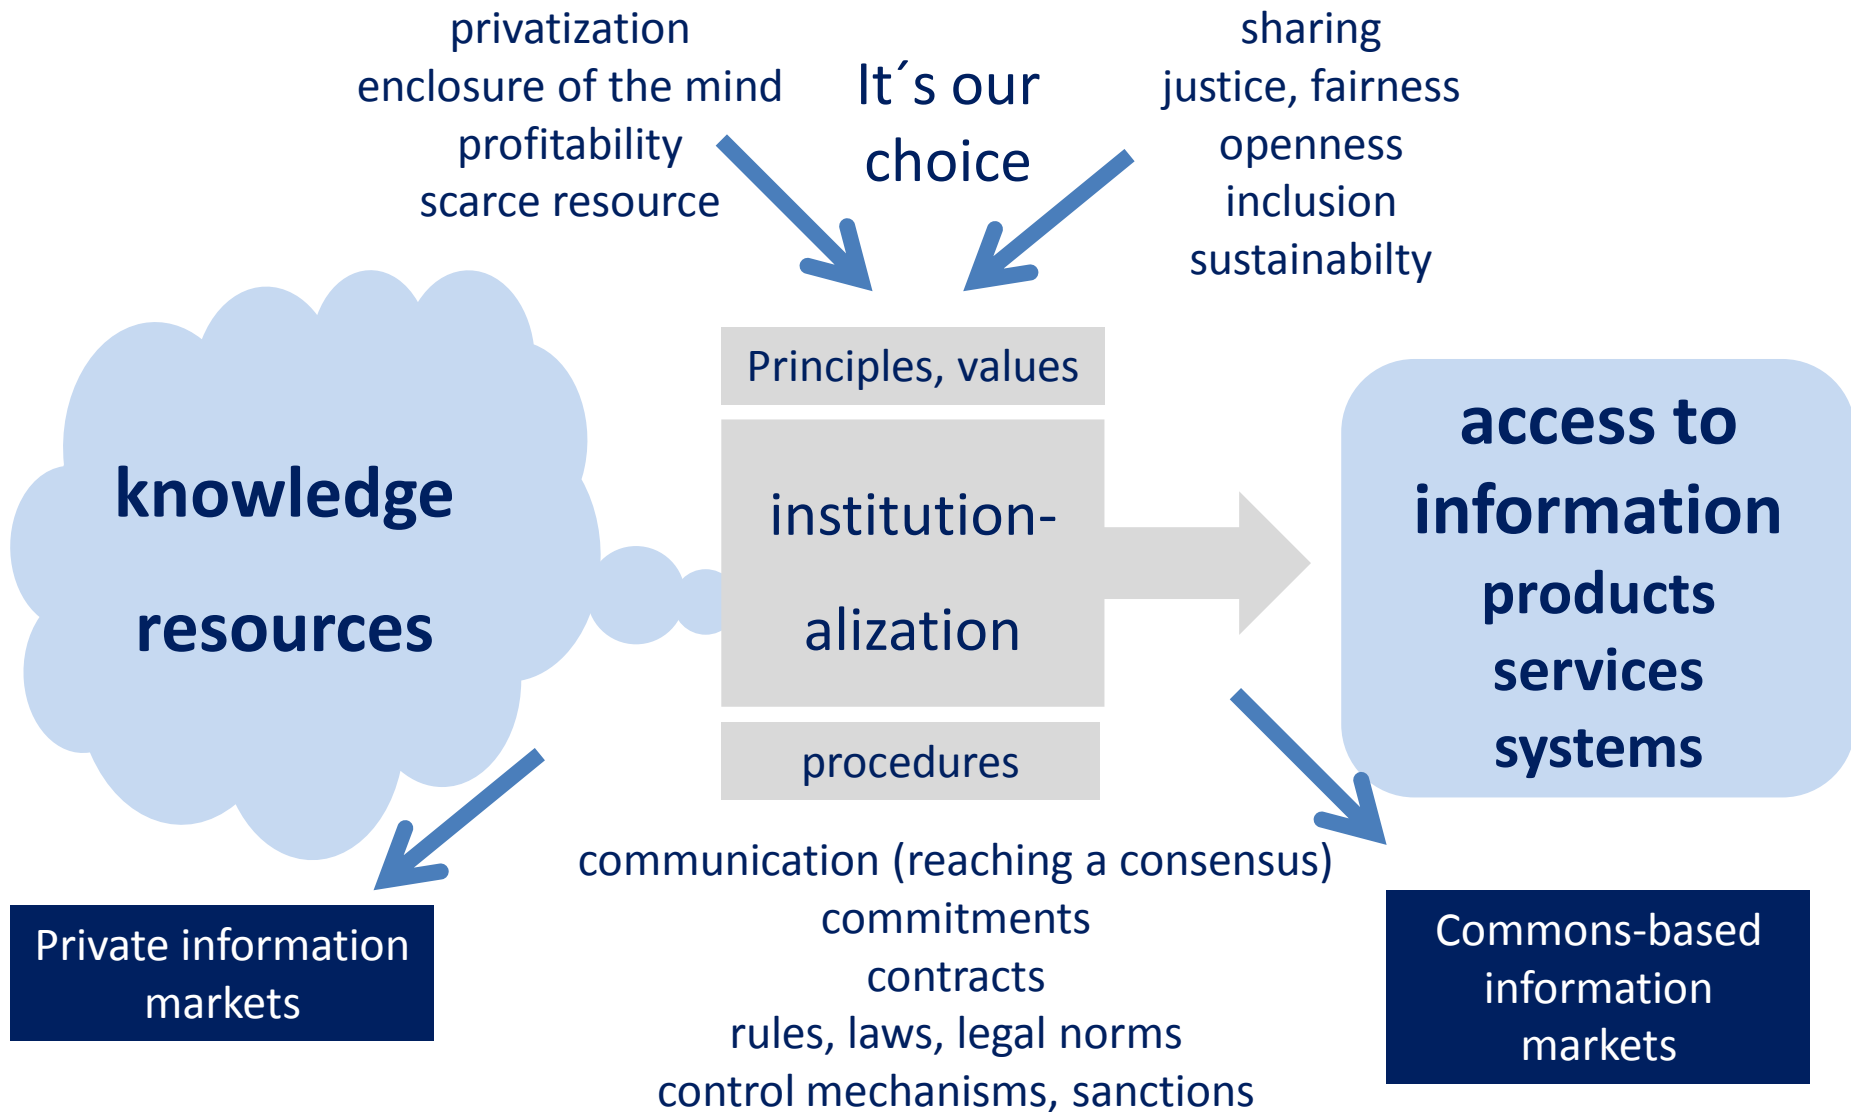 privatization
enclosure of the mind
profitability
scarce resource
It´s our
choice
sharing
justice, fairness
openness
inclusion
sustainabilty
knowledge
resources
Principles, values
institution-
alization
procedures
access to
information
products
services
systems
Private information
markets
communication (reaching a consensus)
commitments
contracts
rules, laws, legal norms
control mechanisms, sanctions
Commons-based
information
markets